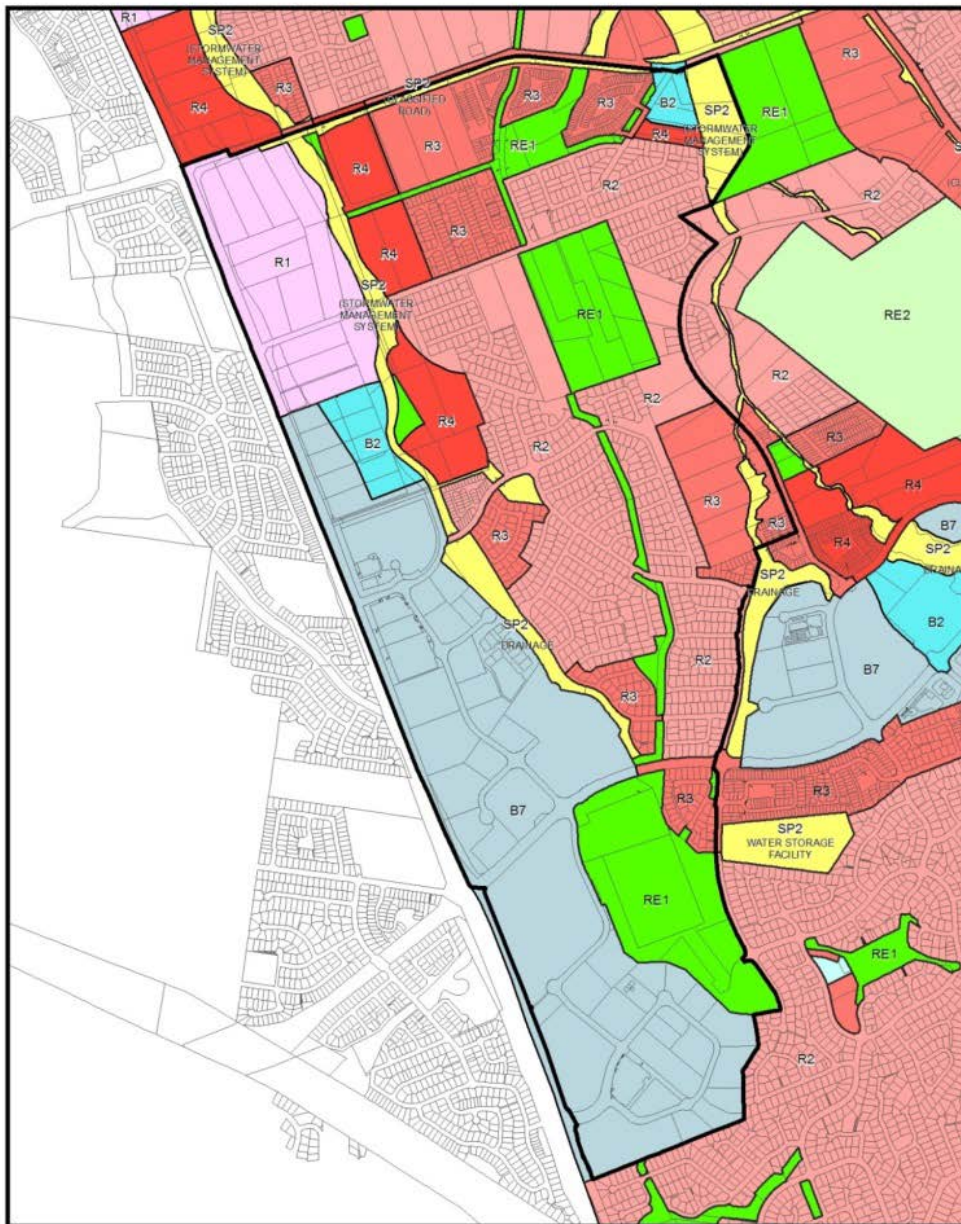 R1
SP2
(STORMWATER
MANAGEMENT
SYSTEM)
R3
R4
SP2
(CLASSIFIED
ROAD)
R3
R3
R3
B2
SP2
(STORMWATER
MANAGEMENT
SYSTEM)
RE1
R3
R4
RE1
R4
R2
R2
R3
R1
R4
SP2
(STORMWATER
MANAGEMENT
SYSTEM)
RE1
RE2
R2
R2
R4
B2
R2
R3
R3
R4
R3
R3
R4
B7
SP2
SP2
DRAINAGE
B2
SP2
DRAINAGE
R2
B7
R3
B7
R3
R3
SP2
WATER STORAGE
FACILITY
RE1
RE1
R2